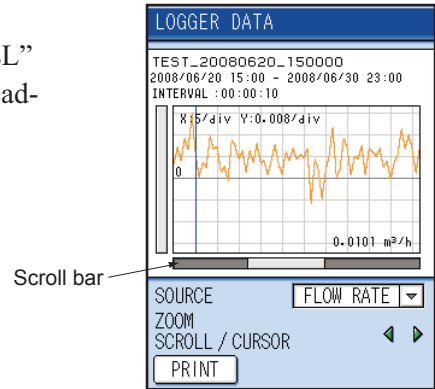 L”
ead-
LOGGER DATA
TEST_20080620_150000
2008/06/20 15:00 - 2008/06/30 23:00
INTERVAL :00:00:10
X:5/div Y:0.008/div
0
0.0101 m³/h
Scroll bar
SOURCE FLOW RATE
ZOOM
SCROLL / CURSOR
PRINT